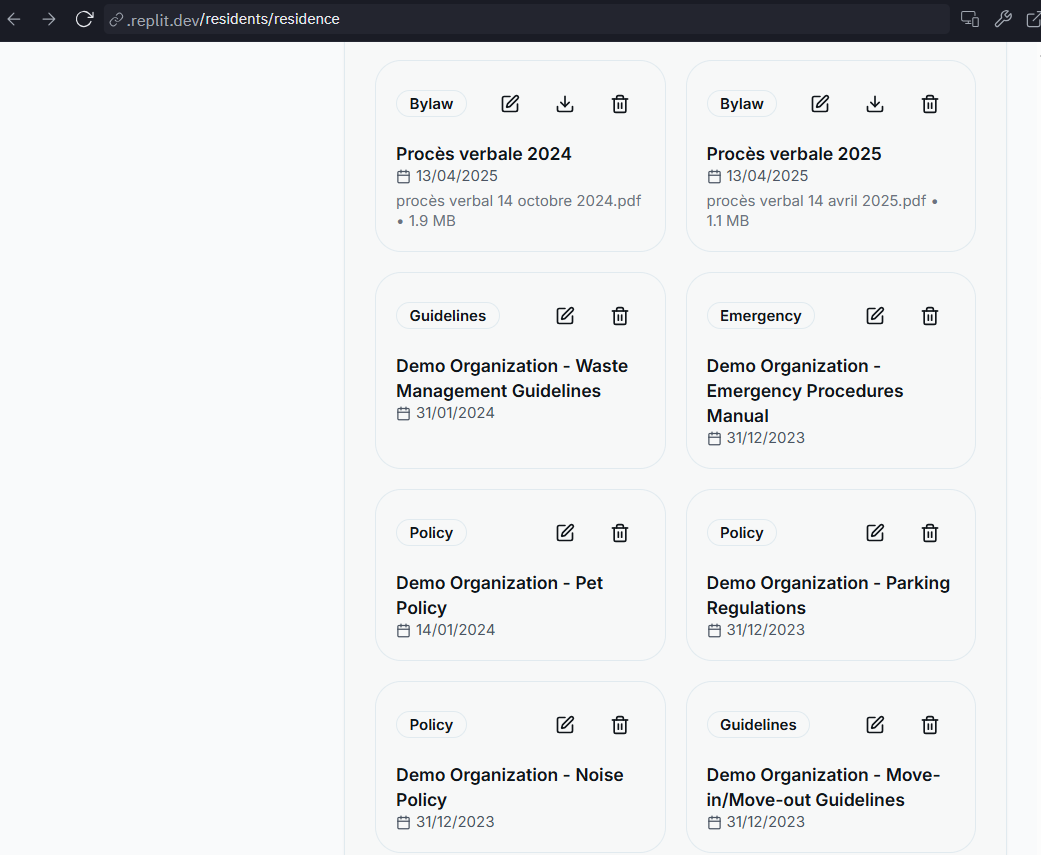 .replit.dev/residents/residence
Bylaw
Procès verbale 2024
13/04/2025
procès verbal 14 octobre 2024.pdf
• 1.9 MB
Bylaw
Procès verbale 2025
13/04/2025
procès verbal 14 avril 2025.pdf •
1.1 MB
Guidelines
Demo Organization - Waste
Management Guidelines
31/01/2024
Emergency
Demo Organization -
Emergency Procedures
Manual
31/12/2023
Policy
Demo Organization - Pet
Policy
14/01/2024
Policy
Demo Organization - Parking
Regulations
31/12/2023
Policy
Demo Organization - Noise
Policy
31/12/2023
Guidelines
Demo Organization - Move-
in/Move-out Guidelines
31/12/2023